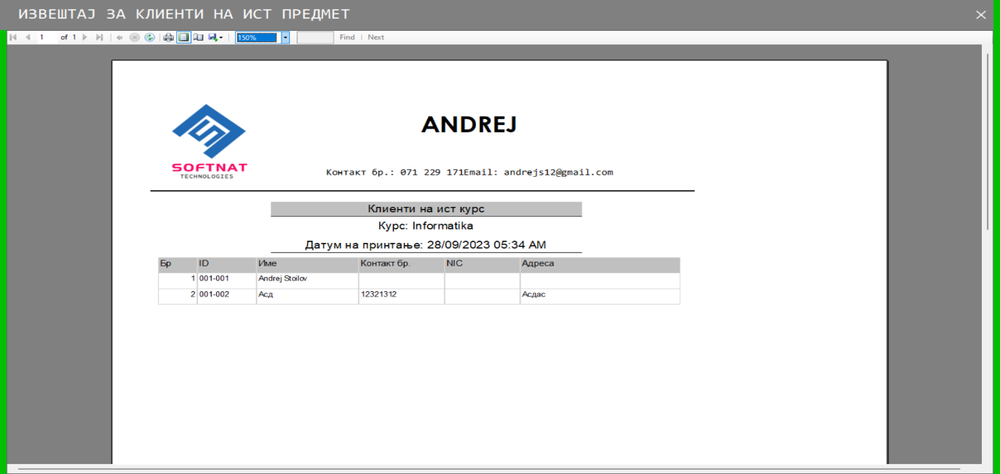 ИЗВЕШТАЈ ЗА КЛИЕНТИ НА ИСТ ПРЕДМЕТ
1 of 1 150% Find | Next
ANDREJ
SOFTNAT
TECHNOLOGIES
Контакт бр.: 071 229 171Email: andrejs12@gmail.com
Клиенти на ист курс
Курс: Informatika
Датум на принтање: 28/09/2023 05:34 AM
Бр ID Име Контакт бр. NIC Адреса
1 001-001 Andrej Stoilov
2 001-002 Асд 12321312 Асдас